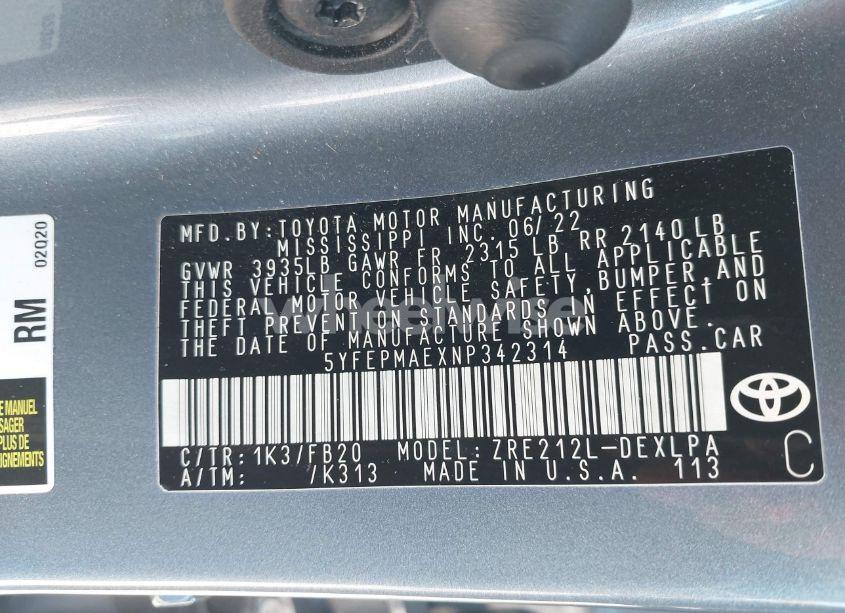 MFD. BY: TOYOTA MOTOR MANUFACTURING
MISSISSIPPI INC. 06/22
GVWR 3935LB GAWR FR 2315 LB RR 2140 LB
THIS VEHICLE CONFORMS TO ALL APPLICABLE
FEDERAL MOTOR VEHICLE SAFETY, BUMPER, AND
THEFT PREVENTION STANDARDS IN EFFECT ON
THE DATE OF MANUFACTURE SHOWN ABOVE.
5YFEPMAEXNP342314 PASS. CAR
C/TR: 1K3/FB20 MODEL: ZRE212L-DEXLPA
A/TM: /K313 MADE IN U.S.A. 113
C
RM 02020
E MANUEL
SAGER
PLUS DE
IGNEMENTS